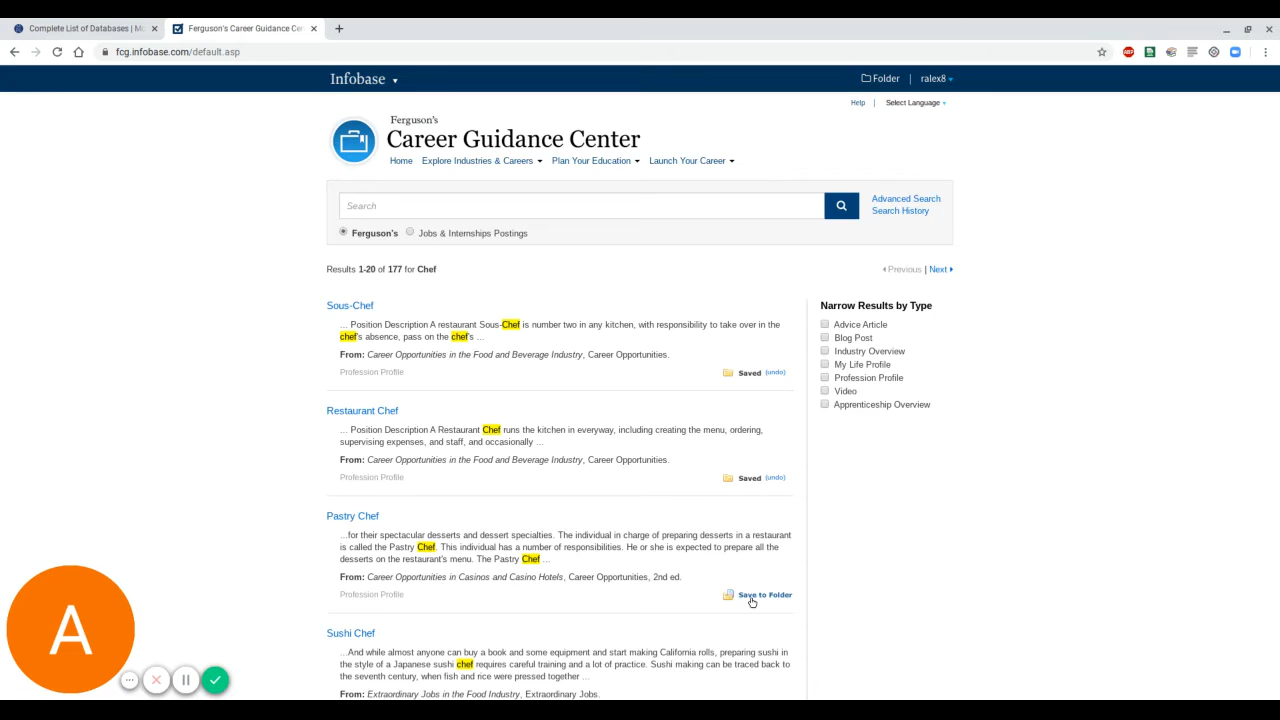 Complete List of Databases | M
Ferguson's Career Guidance Cen
fcg.infobase.com/default.asp
ABP
Infobase
Folder | ralex8
Help | Select Language
Ferguson's
Career Guidance Center
Home Explore Industries & Careers Plan Your Education Launch Your Career
Search
Advanced Search
Search History
Ferguson's Jobs & Internships Postings
Results 1-20 of 177 for Chef
Previous | Next
Sous-Chef
... Position Description A restaurant Sous-Chef is number two in any kitchen, with responsibility to take over in the
chef's absence, pass on the chef's ...
From: Career Opportunities in the Food and Beverage Industry, Career Opportunities.
Profession Profile
Saved (undo)
Restaurant Chef
... Position Description A Restaurant Chef runs the kitchen in everyway, including creating the menu, ordering,
supervising expenses, and staff, and occasionally ...
From: Career Opportunities in the Food and Beverage Industry, Career Opportunities.
Profession Profile
Saved (undo)
Pastry Chef
...for their spectacular desserts and dessert specialties. The individual in charge of preparing desserts in a restaurant
is called the Pastry Chef. This individual has a number of responsibilities. He or she is expected to prepare all the
desserts on the restaurant's menu. The Pastry Chef ...
From: Career Opportunities in Casinos and Casino Hotels, Career Opportunities, 2nd ed.
Profession Profile
Save to Folder
Sushi Chef
...And while almost anyone can buy a book and some equipment and start making California rolls, preparing sushi in
the style of a Japanese sushi chef requires careful training and a lot of practice. Sushi making can be traced back to
the seventh century, when fish and rice were pressed together ...
From: Extraordinary Jobs in the Food Industry, Extraordinary Jobs.
Narrow Results by Type
Advice Article
Blog Post
Industry Overview
My Life Profile
Profession Profile
Video
Apprenticeship Overview
A